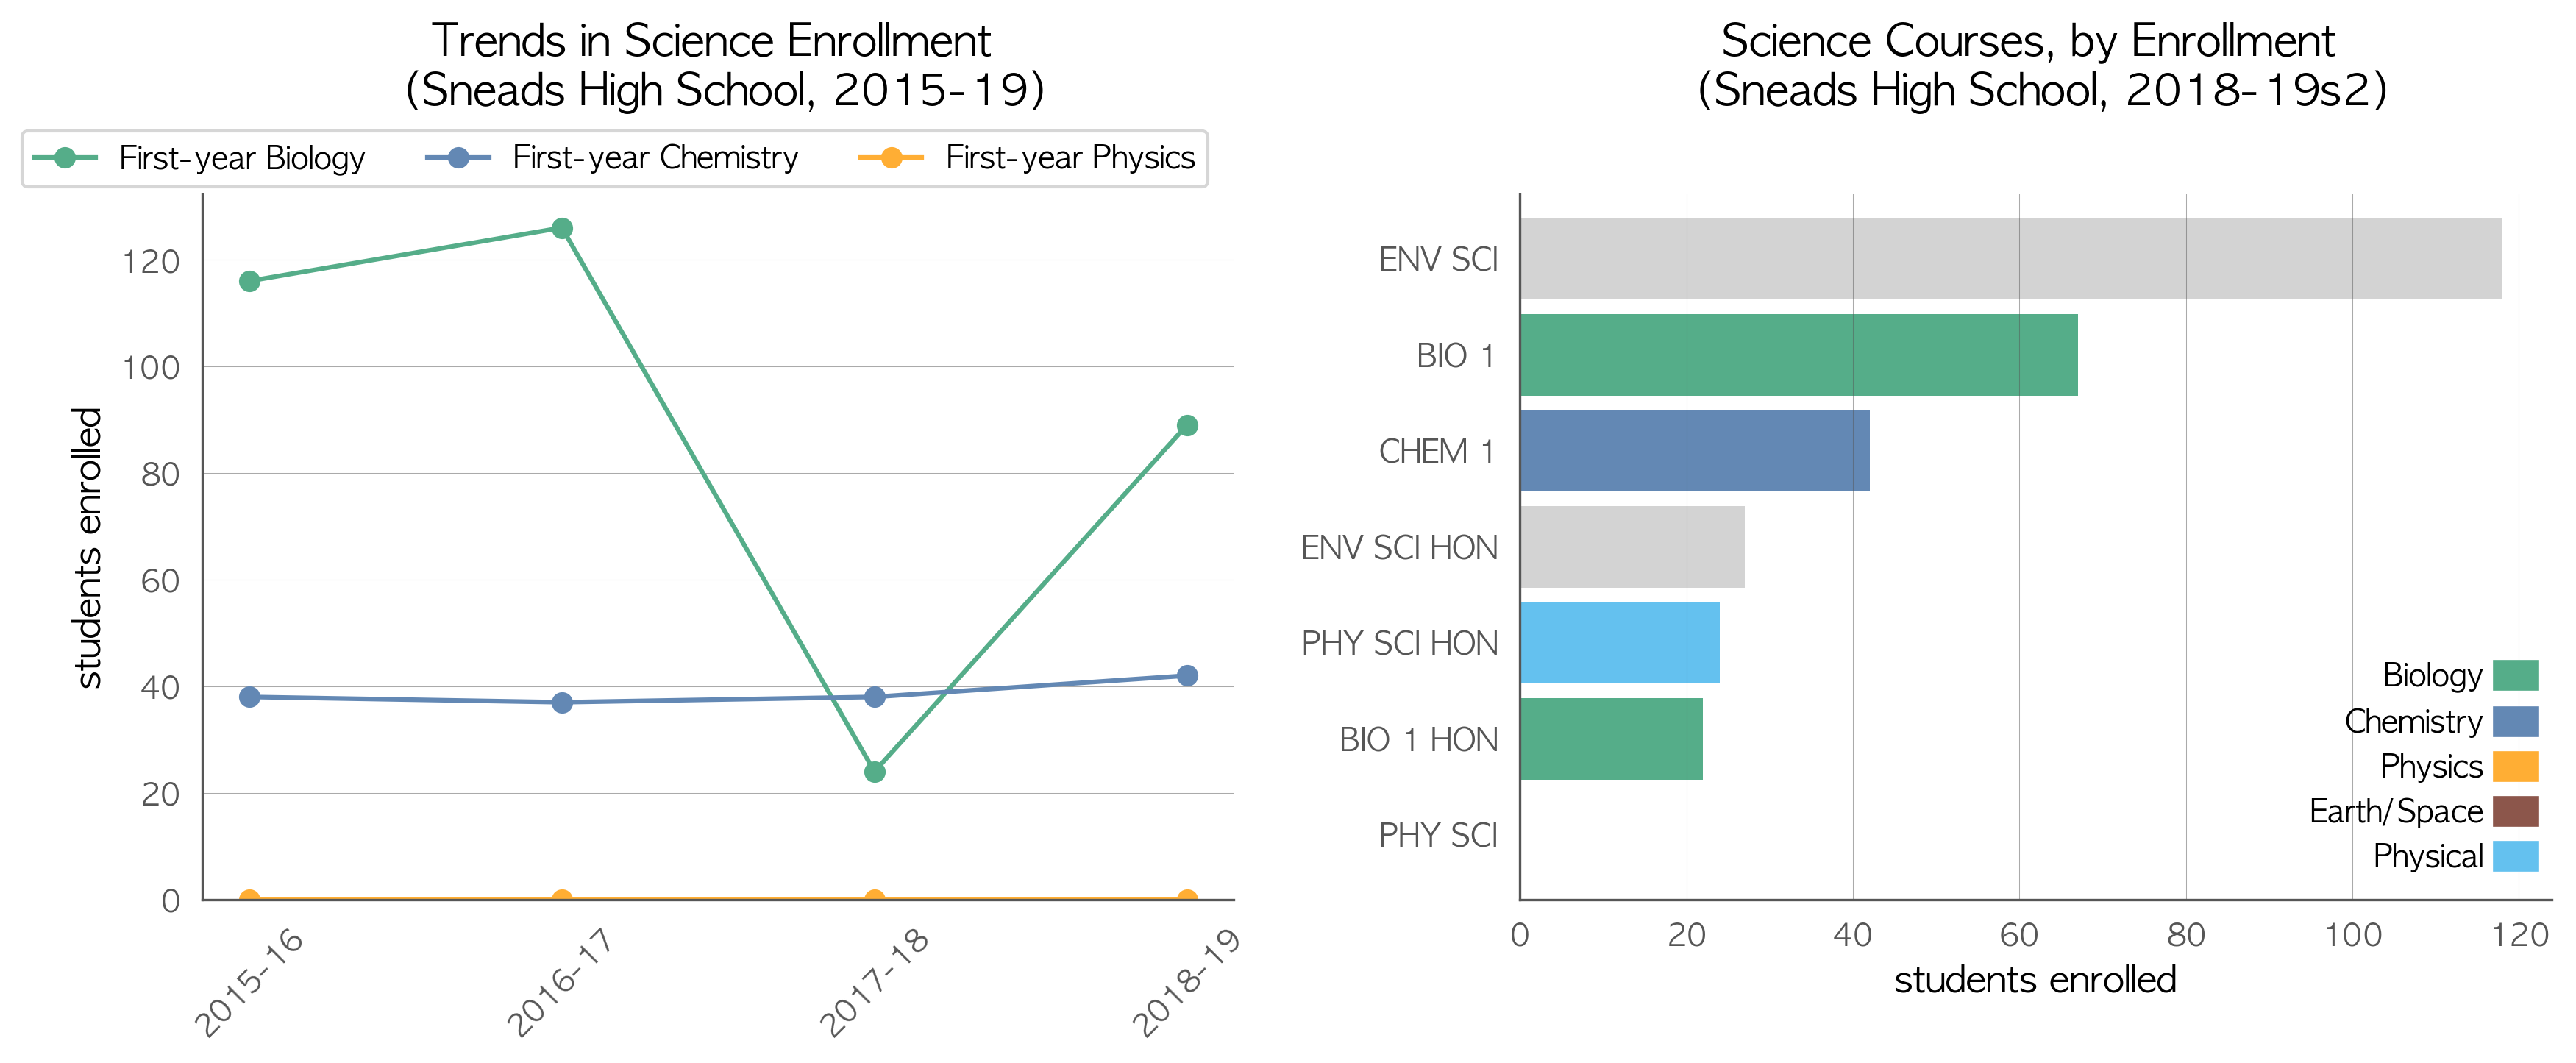 Trends in Science Enrollment
(Sneads High School, 2015-19)
First-year Biology First-year Chemistry First-year Physics
students enrolled
120
100
80
60
40
20
0
2015-16 2016-17 2017-18 2018-19
Science Courses, by Enrollment
(Sneads High School, 2018-19s2)
ENV SCI
BIO 1
CHEM 1
ENV SCI HON
PHY SCI HON
BIO 1 HON
PHY SCI
Biology
Chemistry
Physics
Earth/Space
Physical
0 20 40 60 80 100 120
students enrolled